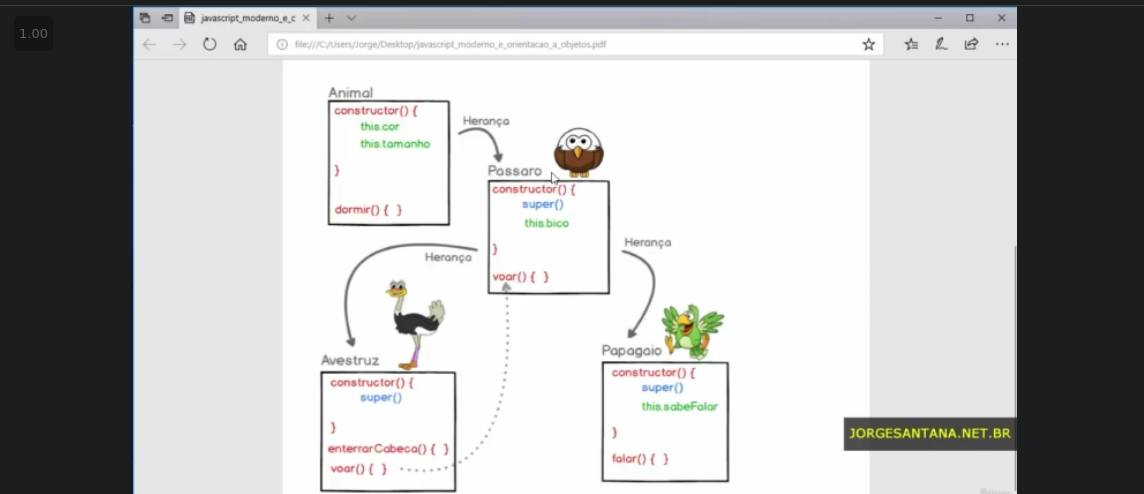 1.00
javascript_moderno_e_c
file:///C:/Users/Jorge/Desktop/javascript_moderno_e_orientacao_a_objetos.pdf
Animal
constructor() {
this.cor
this.tamanho
}
dormir() { }
Herança
Passaro
constructor() {
super()
this.bico
}
voar() { }
Herança
Herança
Avestruz
constructor() {
super()
}
enterrarCabeca() { }
voar() { }
Papagaio
constructor() {
super()
this.sabeFalar
}
falar() { }
JORGESANTANA.NET.BR